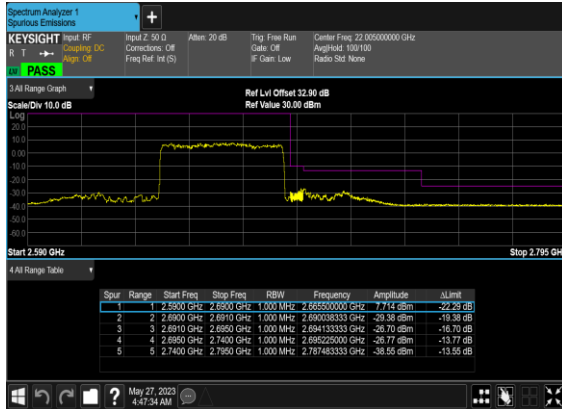 Spectrum Analyzer 1
Spurious Emissions
+
KEYSIGHT Input: RF Input Z: 50 Ω Atten: 20 dB Trig: Free Run Center Freq: 22.005000000 GHz
R T Coupling: DC Corrections: Off Gate: Off Avg|Hold: 100/100
Align: Off Freq Ref: Int (S) IF Gain: Low Radio Std: None
PASS
3 All Range Graph
Ref Lvl Offset 32.90 dB
Scale/Div 10.0 dB Ref Value 30.00 dBm
Log
20.0
10.0
0.00
-10.0
-20.0
-30.0
-40.0
-50.0
-60.0
Start 2.590 GHz Stop 2.795 GH
4 All Range Table
Spur Range Start Freq Stop Freq RBW Frequency Amplitude ΔLimit
1 1 2.5900 GHz 2.6900 GHz 1.000 MHz 2.665500000 GHz 7.714 dBm -22.29 dB
2 2 2.6900 GHz 2.6910 GHz 1.000 MHz 2.690038333 GHz -29.38 dBm -19.38 dB
3 3 2.6910 GHz 2.6950 GHz 1.000 MHz 2.694133333 GHz -26.70 dBm -16.70 dB
4 4 2.6950 GHz 2.7400 GHz 1.000 MHz 2.695225000 GHz -26.77 dBm -13.77 dB
5 5 2.7400 GHz 2.7950 GHz 1.000 MHz 2.787483333 GHz -38.55 dBm -13.55 dB
? May 27, 2023
4:47:34 AM